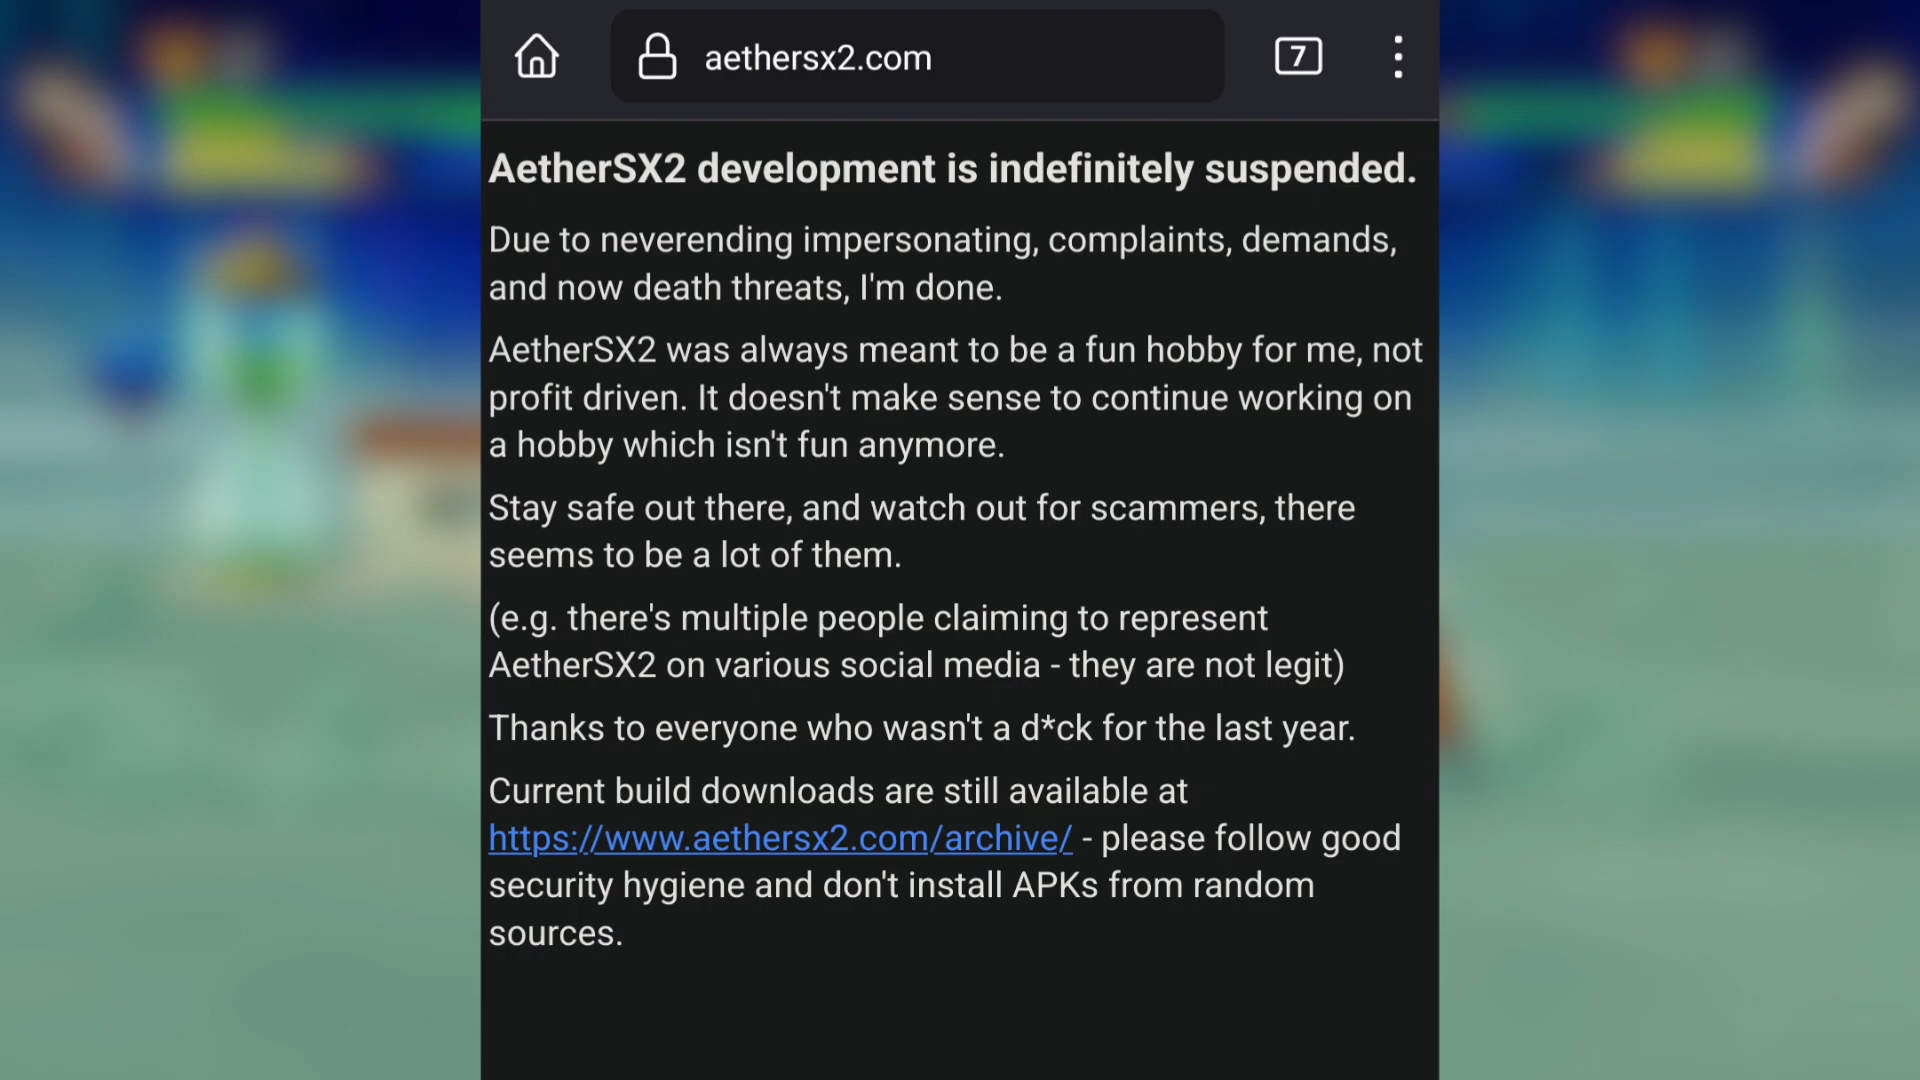 aethersx2.com
7
AetherSX2 development is indefinitely suspended.
Due to neverending impersonating, complaints, demands,
and now death threats, I'm done.
AetherSX2 was always meant to be a fun hobby for me, not
profit driven. It doesn't make sense to continue working on
a hobby which isn't fun anymore.
Stay safe out there, and watch out for scammers, there
seems to be a lot of them.
(e.g. there's multiple people claiming to represent
AetherSX2 on various social media - they are not legit)
Thanks to everyone who wasn't a d*ck for the last year.
Current build downloads are still available at
https://www.aethersx2.com/archive/ - please follow good
security hygiene and don't install APKs from random
sources.